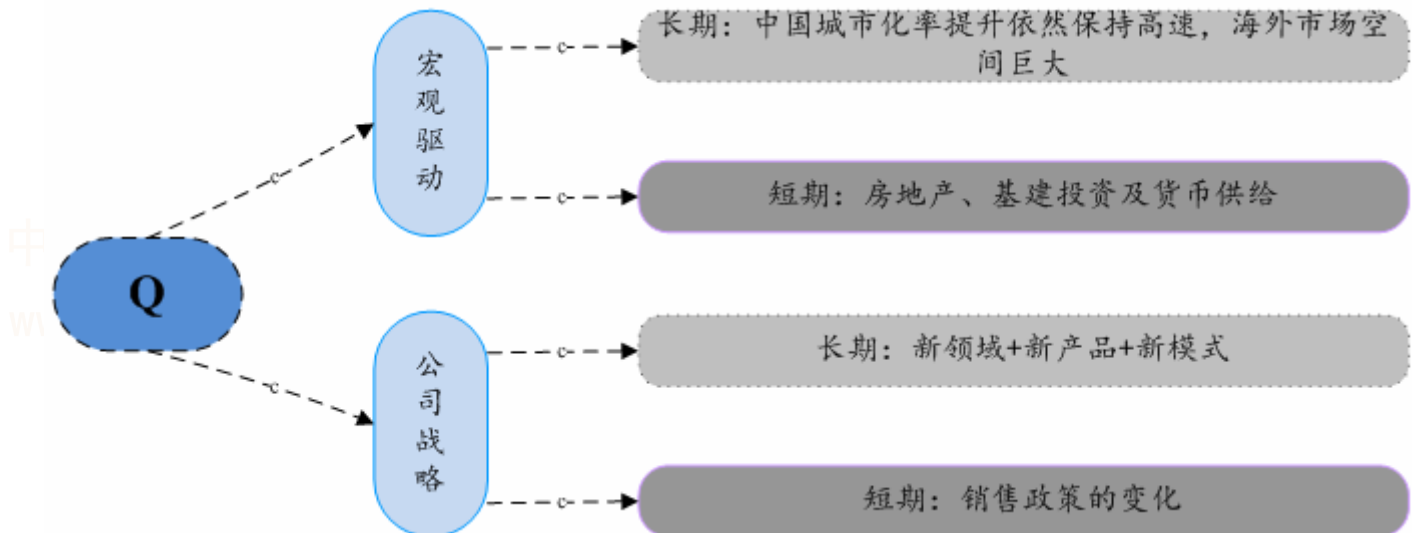 长期：中国城市化率提升依然保持高速，海外市场空
间巨大
宏
观
驱
动
c
c
短期：房地产、基建投资及货币供给
c
中
Q
w
c
公
司
战
略
c
长期：新领域+新产品+新模式
c
短期：销售政策的变化